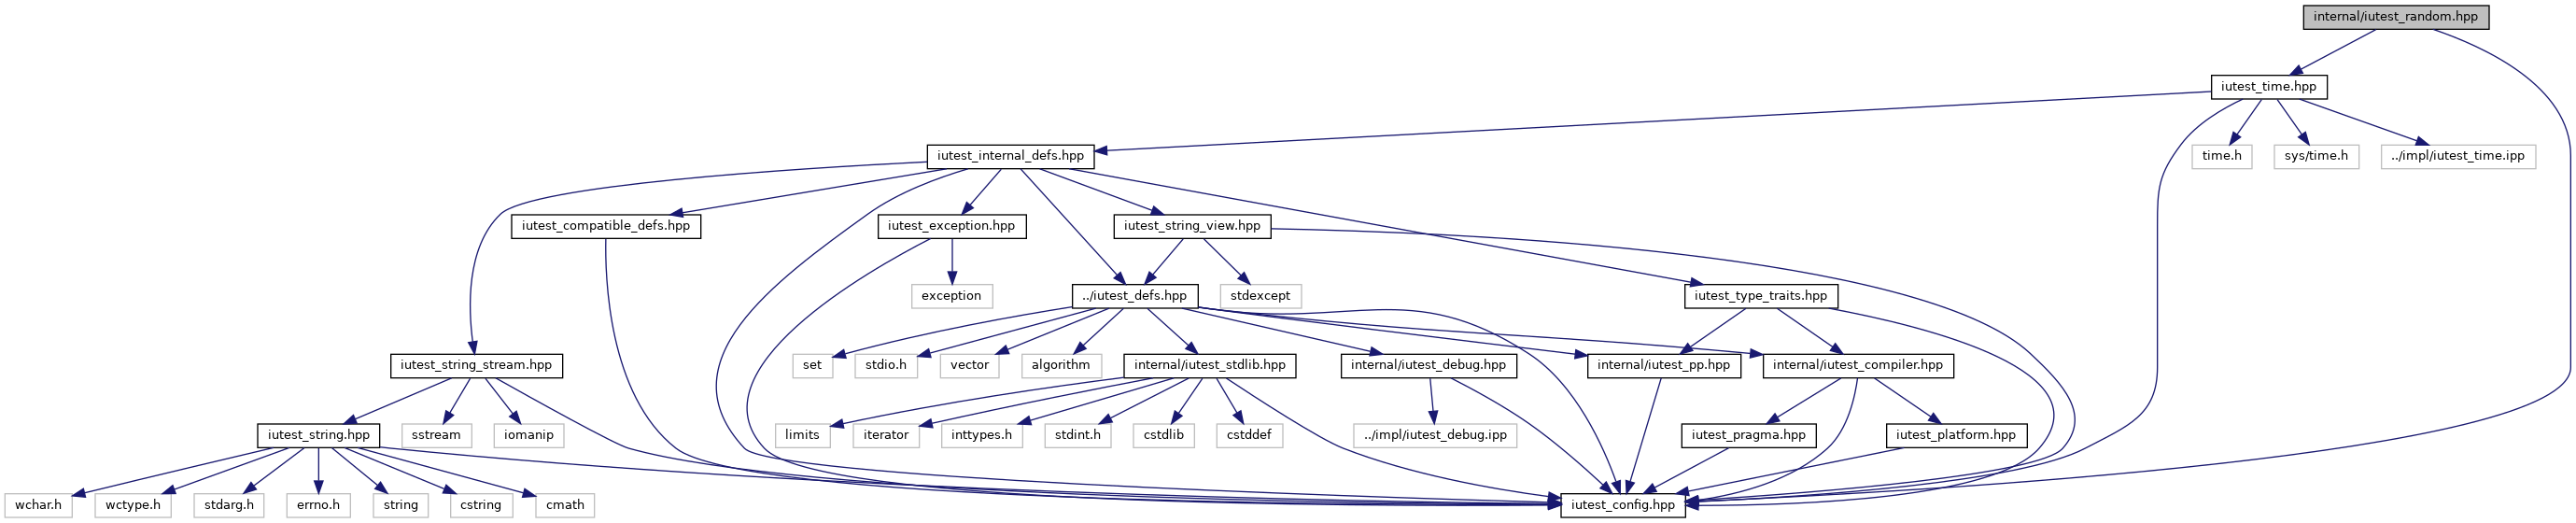 internal/iutest_random.hpp
iutest_time.hpp
iutest_internal_defs.hpp
time.h
sys/time.h
../impl/iutest_time.ipp
iutest_compatible_defs.hpp
iutest_exception.hpp
iutest_string_view.hpp
exception
../iutest_defs.hpp
stdexcept
iutest_type_traits.hpp
iutest_string_stream.hpp
set
stdio.h
vector
algorithm
internal/iutest_stdlib.hpp
internal/iutest_debug.hpp
internal/iutest_pp.hpp
internal/iutest_compiler.hpp
iutest_string.hpp
sstream
iomanip
limits
iterator
inttypes.h
stdint.h
cstdlib
cstddef
../impl/iutest_debug.ipp
iutest_pragma.hpp
iutest_platform.hpp
wchar.h
wctype.h
stdarg.h
errno.h
string
cstring
cmath
iutest_config.hpp